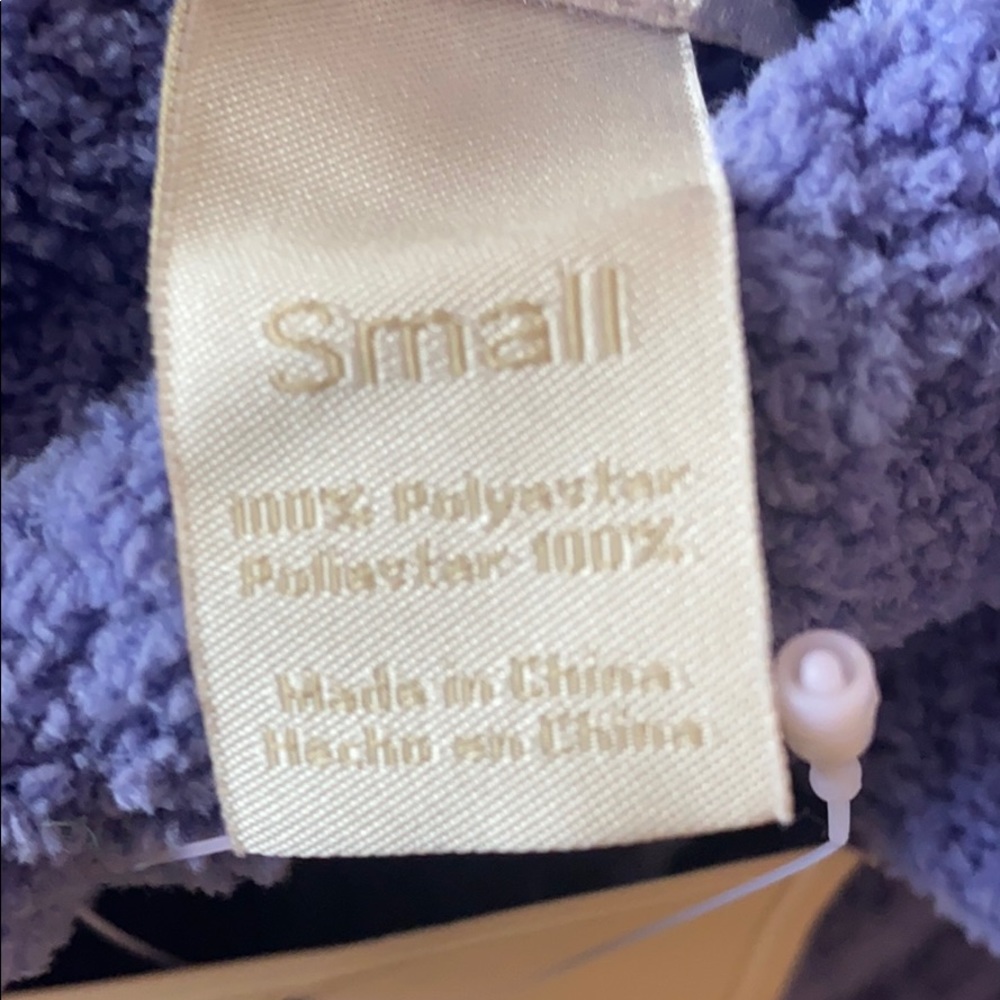 Small
100% Polyester
Poliester 100%
Made in China
Hecho en China